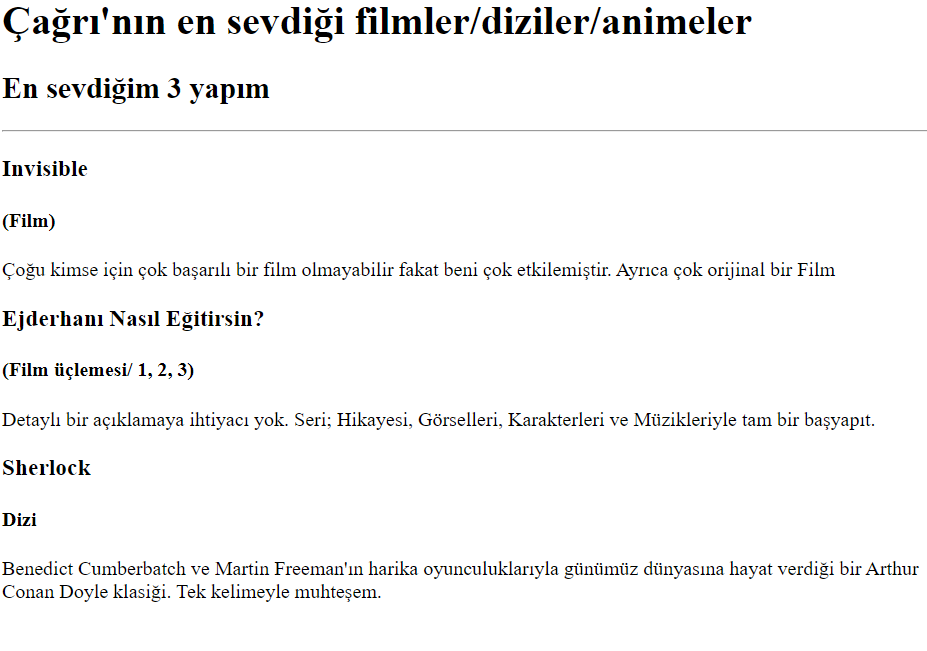 Çağrı'nın en sevdiği filmler/diziler/animeler
En sevdiğim 3 yapım
Invisible
(Film)
Çoğu kimse için çok başarılı bir film olmayabilir fakat beni çok etkilemiştir. Ayrıca çok orijinal bir Film
Ejderhanı Nasıl Eğitirsin?
(Film üçlemesi/ 1, 2, 3)
Detaylı bir açıklamaya ihtiyacı yok. Seri; Hikayesi, Görselleri, Karakterleri ve Müzikleriyle tam bir başyapıt.
Sherlock
Dizi
Benedict Cumberbatch ve Martin Freeman'ın harika oyunculuklarıyla günümüz dünyasına hayat verdiği bir Arthur
Conan Doyle klasiği. Tek kelimeyle muhteşem.